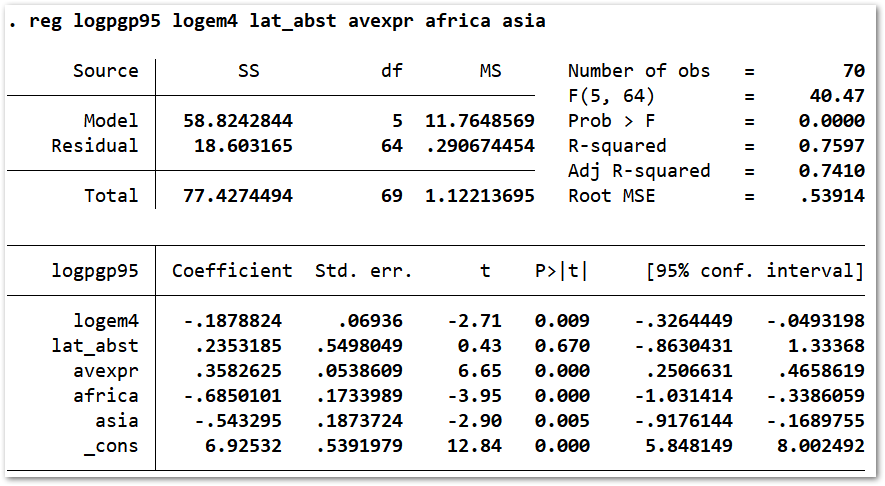 . reg logpgp95 logem4 lat_abst avexpr africa asia
Source SS df MS Number of obs = 70
F(5, 64) = 40.47
Model 58.8242844 5 11.7648569 Prob > F = 0.0000
Residual 18.603165 64 .290674454 R-squared = 0.7597
Adj R-squared = 0.7410
Total 77.4274494 69 1.12213695 Root MSE = .53914
logpgp95 Coefficient Std. err. t P>|t| [95% conf. interval]
logem4 -.1878824 .06936 -2.71 0.009 -.3264449 -.0493198
lat_abst .2353185 .5498049 0.43 0.670 -.8630431 1.33368
avexpr .3582625 .0538609 6.65 0.000 .2506631 .4658619
africa -.6850101 .1733989 -3.95 0.000 -1.031414 -.3386059
asia -.543295 .1873724 -2.90 0.005 -.9176144 -.1689755
_cons 6.92532 .5391979 12.84 0.000 5.848149 8.002492